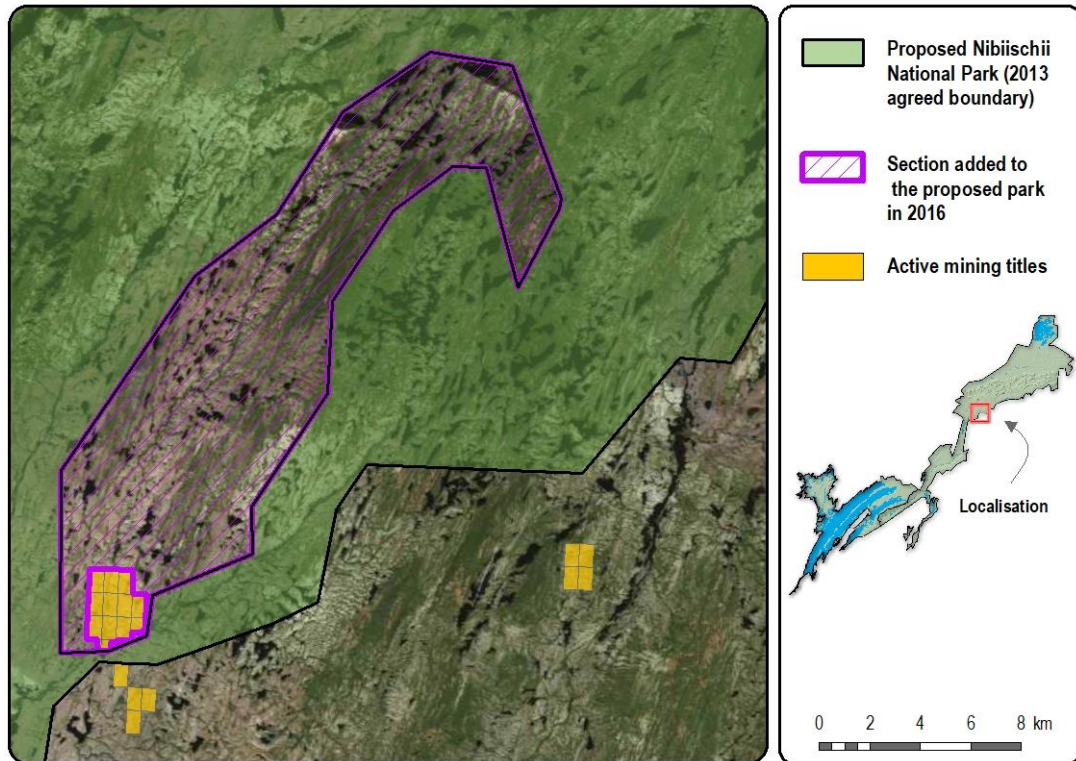 Proposed Nibiischii
National Park (2013
agreed boundary)
Section added to
the proposed park
in 2016
Active mining titles
Localisation
0 2 4 6 8 km